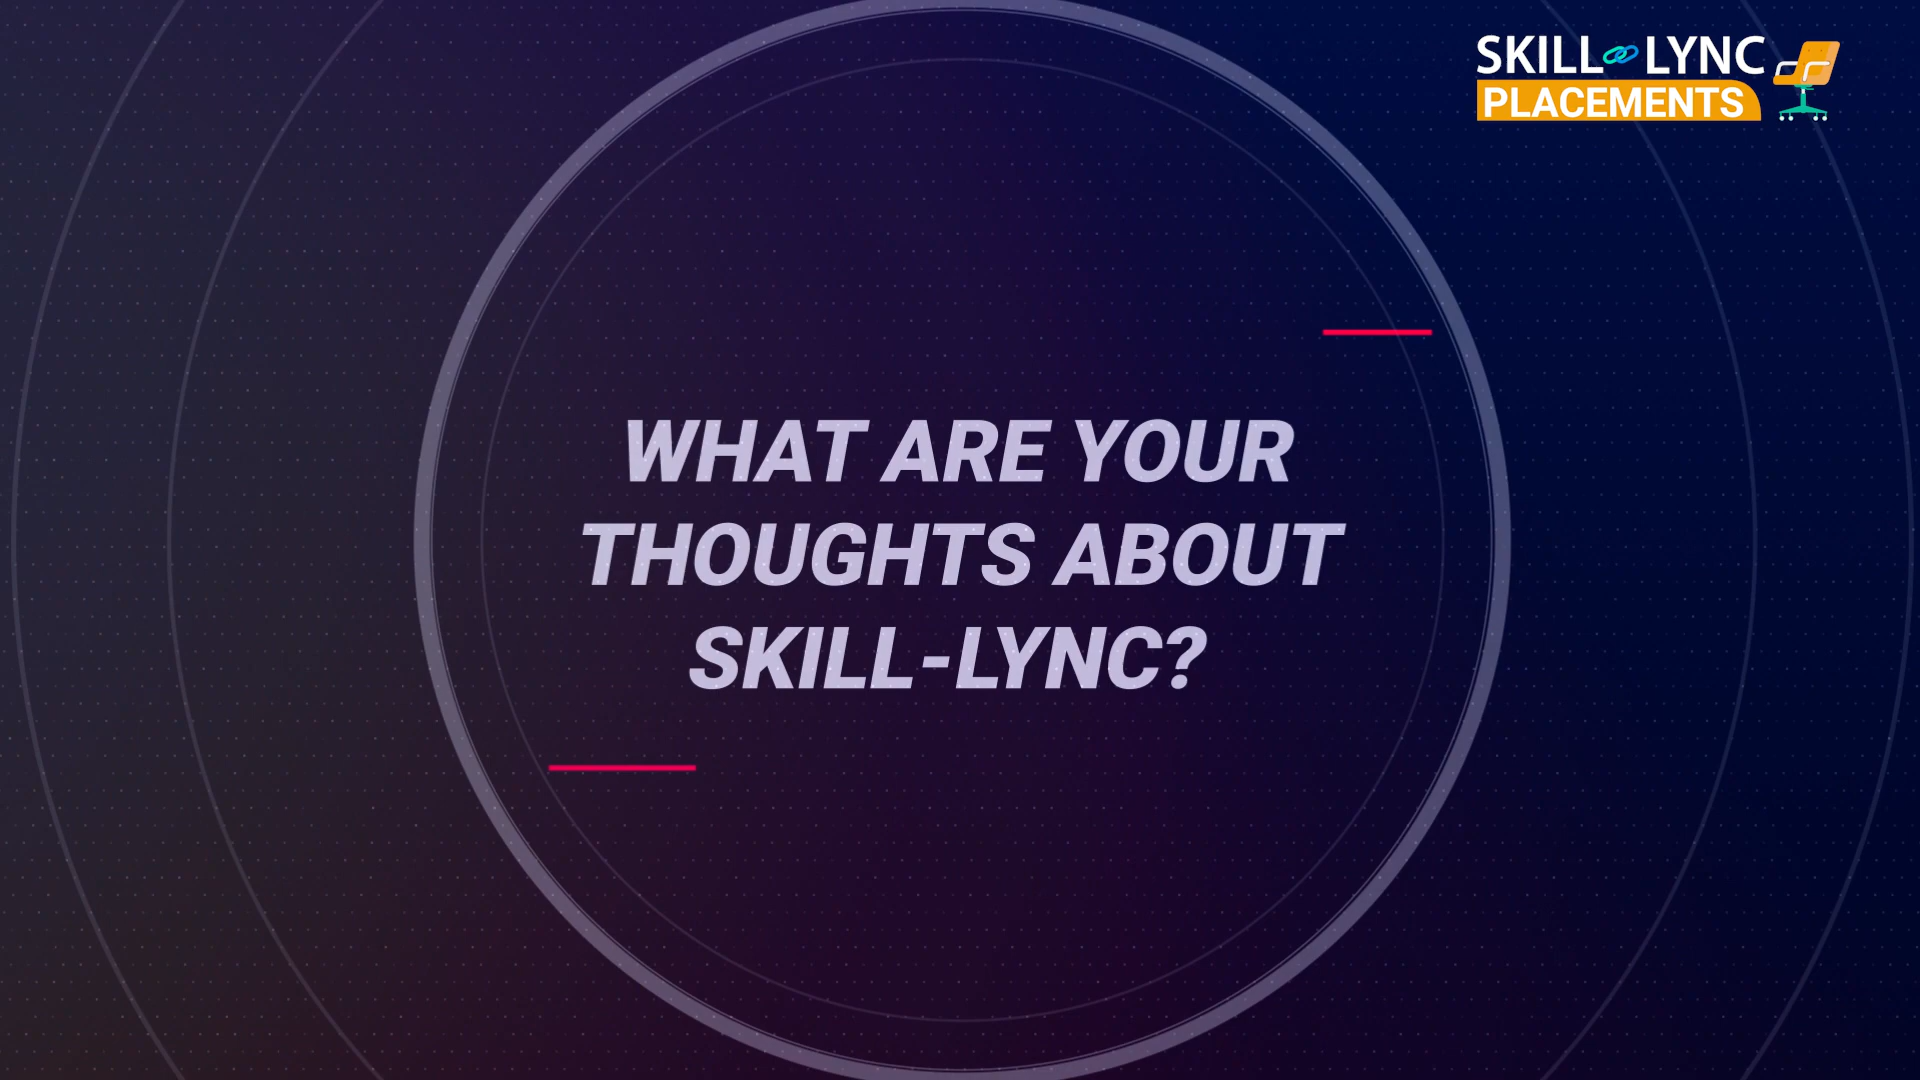 SKILL LYNC
PLACEMENTS
WHAT ARE YOUR
THOUGHTS ABOUT
SKILL-LYNC?